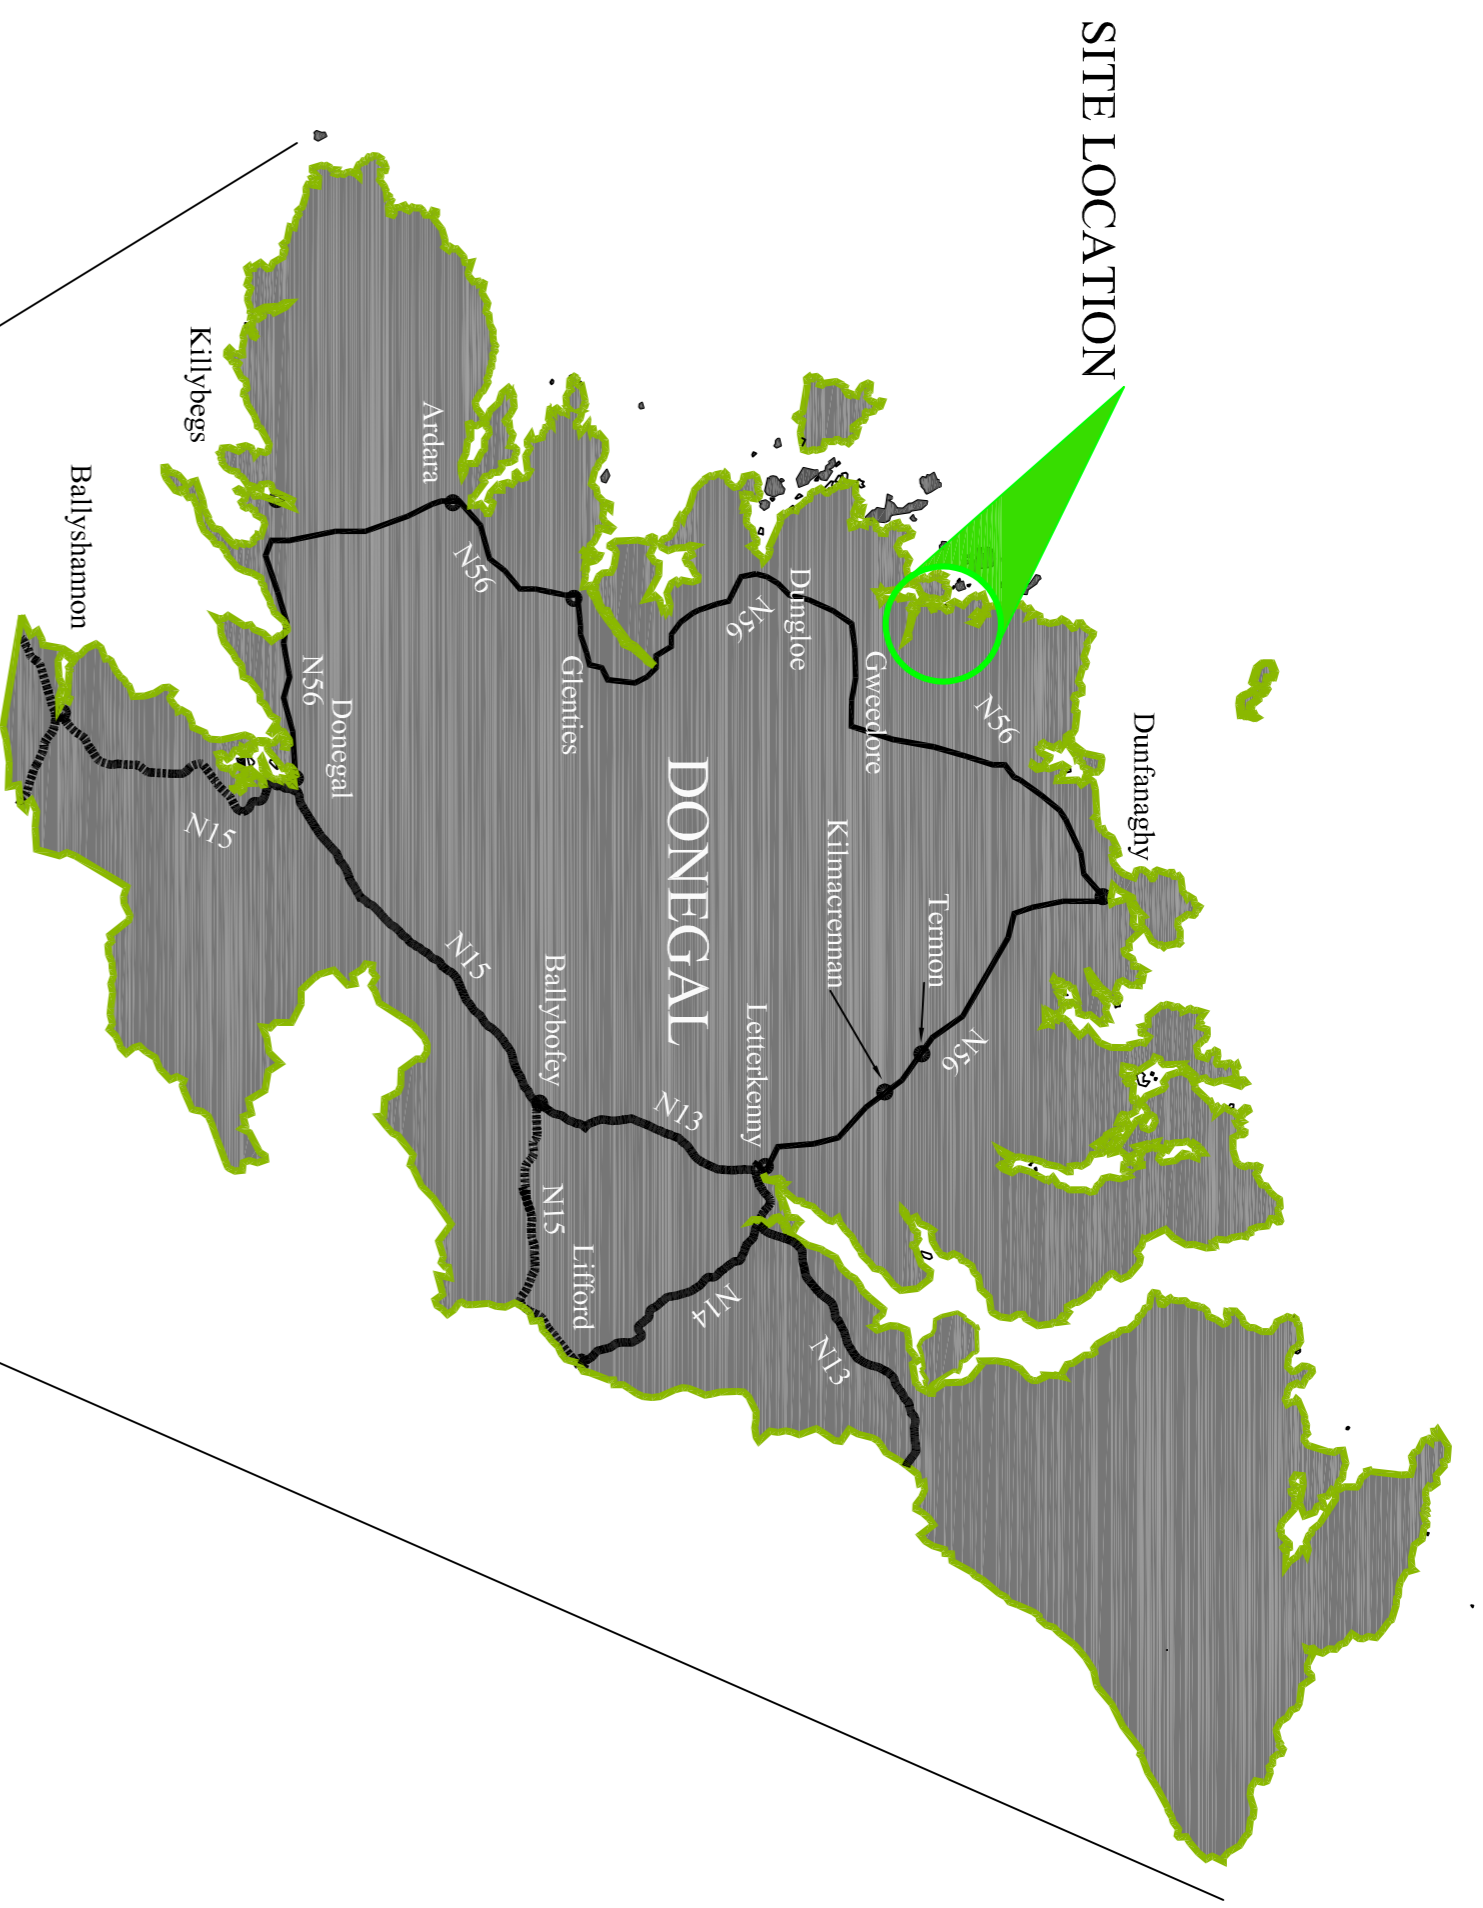 SITE LOCATION
Dunfanaghy
N56
Gweedore
Termon
N56
Kilmacrennan
Dungloe
N56
Letterkenny
N13
DONEGAL
N14
N13
Glenties
Ballybofey
N15
Lifford
N56
Ardara
N15
Donegal
N56
Killybegs
N15
Ballyshannon